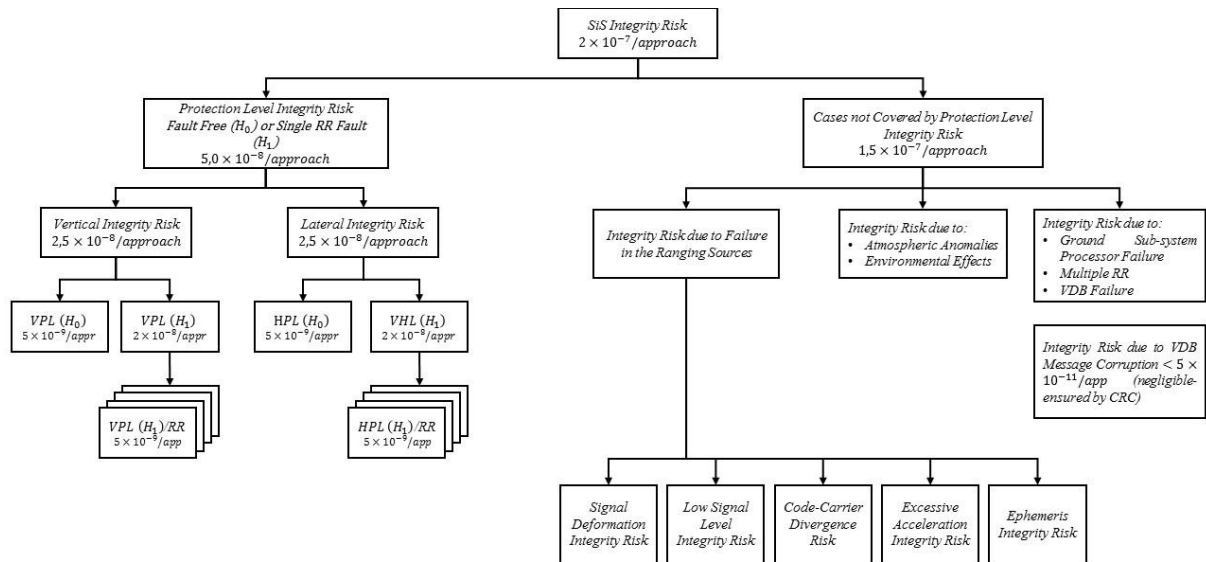 SiS Integrity Risk
2 × 10⁻⁷/approach
Protection Level Integrity Risk
Fault Free (H₀) or Single RR Fault
(H₁)
5,0 × 10⁻⁸/approach
Cases not Covered by Protection Level
Integrity Risk
1,5 × 10⁻⁷/approach
Vertical Integrity Risk
2,5 × 10⁻⁸/approach
Lateral Integrity Risk
2,5 × 10⁻⁸/approach
Integrity Risk due to Failure
in the Ranging Sources
Integrity Risk due to:
• Atmospheric Anomalies
• Environmental Effects
Integrity Risk due to:
• Ground Sub-system
Processor Failure
• Multiple RR
• VDB Failure
VPL (H₀)
5 × 10⁻⁹/appr
VPL (H₁)
2 × 10⁻⁸/appr
HPL (H₀)
5 × 10⁻⁹/appr
VHL (H₁)
2 × 10⁻⁸/appr
Integrity Risk due to VDB
Message Corruption < 5 ×
10⁻¹¹/app (negligible-
ensured by CRC)
VPL (H₁)/RR
5 × 10⁻⁹/app
HPL (H₁)/RR
5 × 10⁻⁹/app
Signal
Deformation
Integrity Risk
Low Signal
Level
Integrity Risk
Code-Carrier
Divergence
Risk
Excessive
Acceleration
Integrity Risk
Ephemeris
Integrity Risk